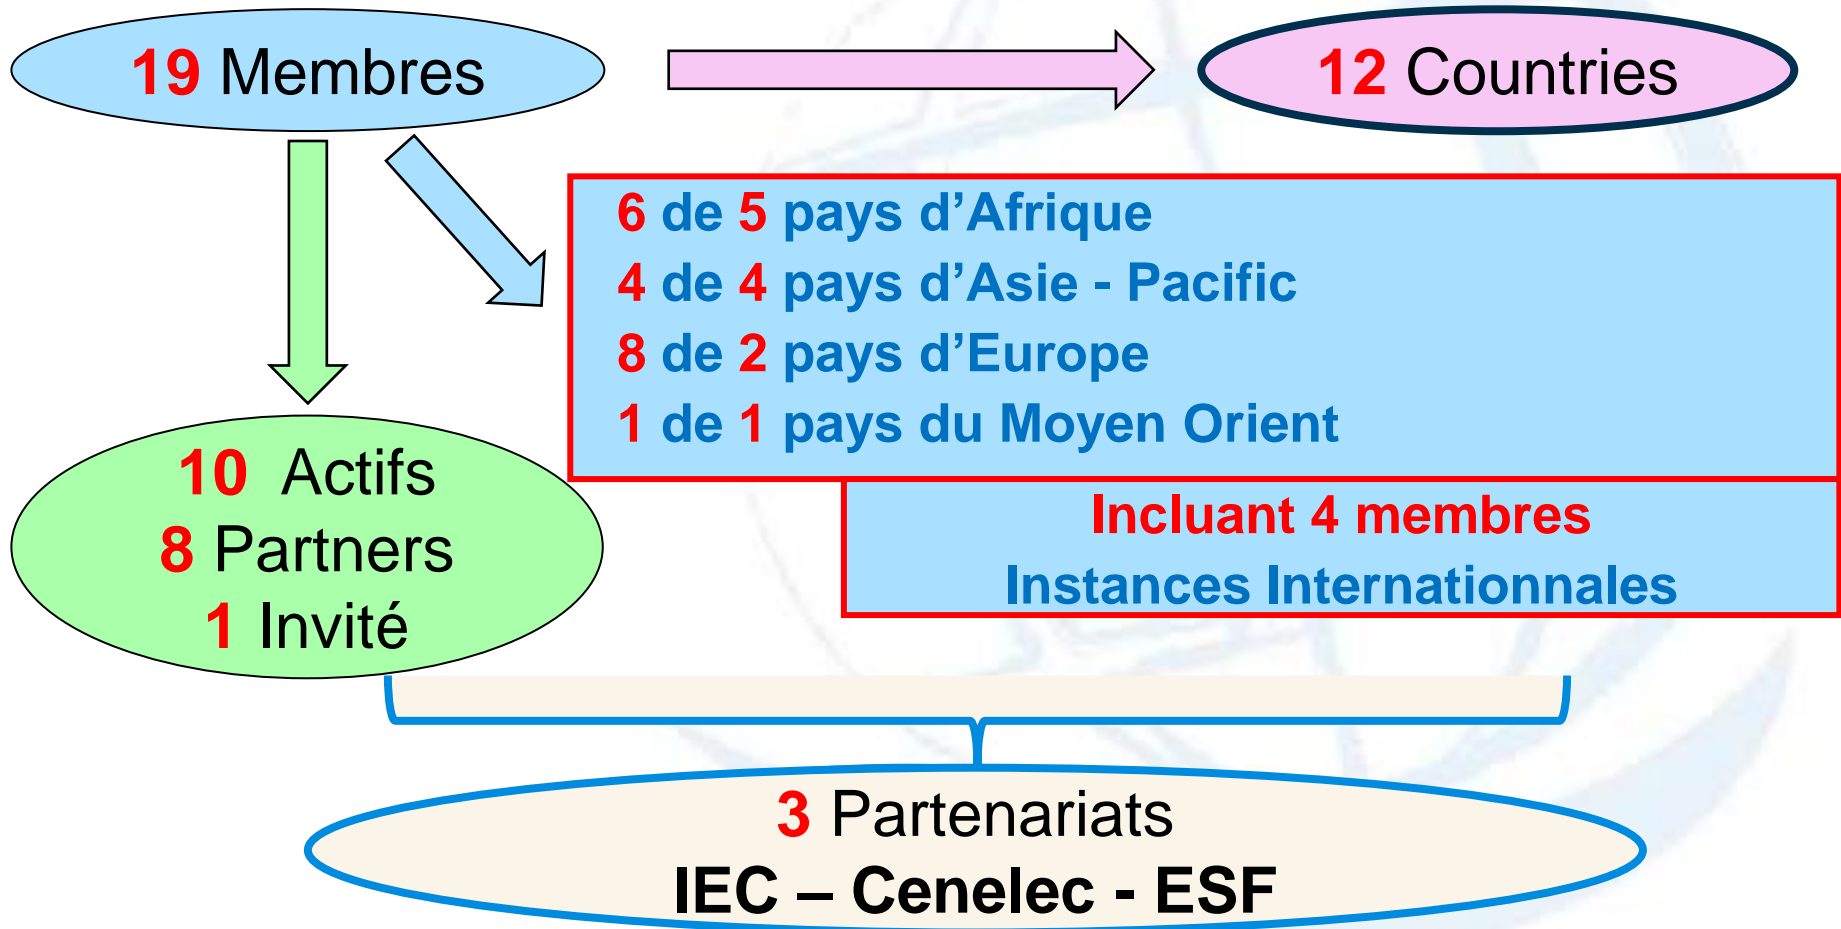 19 Membres
12 Countries
6 de 5 pays d’Afrique
4 de 4 pays d’Asie - Pacific
8 de 2 pays d’Europe
1 de 1 pays du Moyen Orient
10 Actifs
8 Partners
1 Invité
Incluant 4 membres
Instances Internationnales
3 Partenariats
IEC – Cenelec - ESF